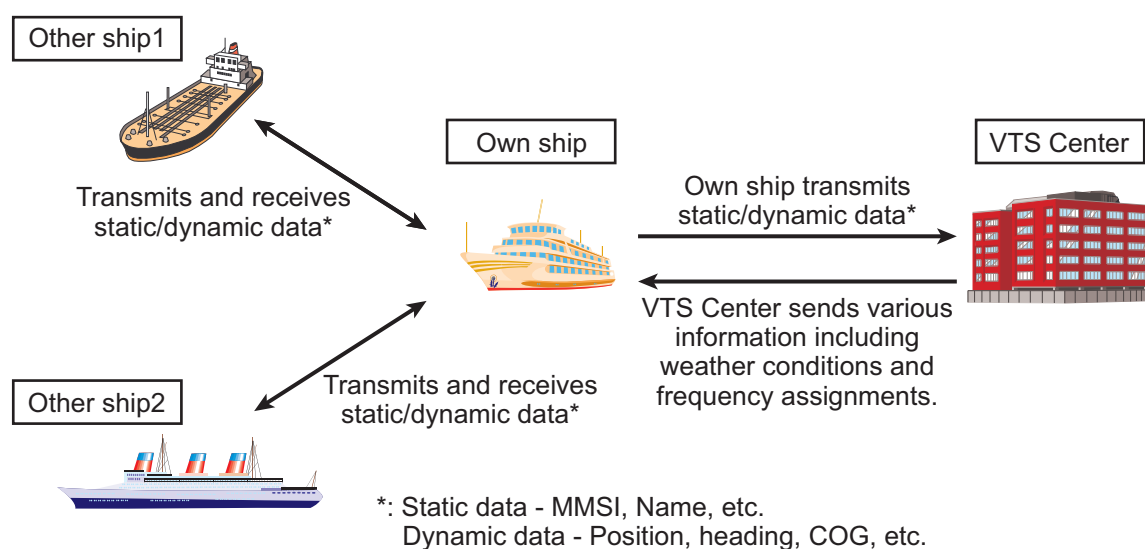 Other ship1
Own ship
VTS Center
Transmits and receives
static/dynamic data*
Own ship transmits
static/dynamic data*
VTS Center sends various
information including
weather conditions and
frequency assignments.
Transmits and receives
static/dynamic data*
Other ship2
*: Static data - MMSI, Name, etc.
Dynamic data - Position, heading, COG, etc.